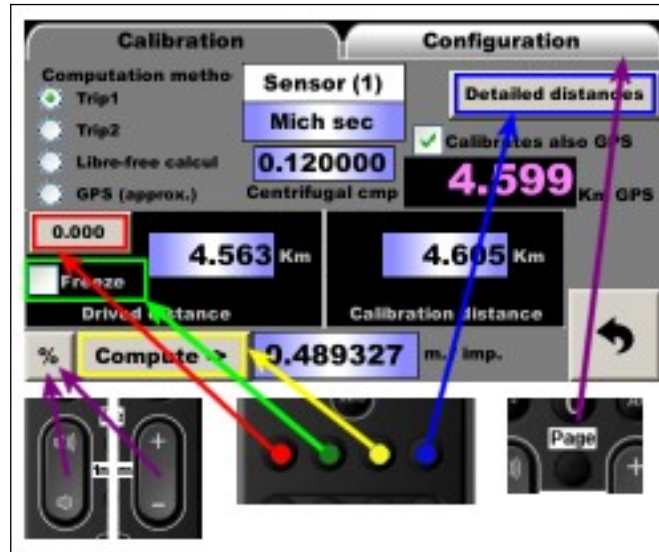 Calibration
Configuration
Computation metho
Trip1
Trip2
Libre-free calcul
GPS (approx.)
Sensor (1)
Mich sec
0.120000
Centrifugal cmp
Detailed distances
Calibrates also GPS
4.599 Km GPS
0.000
Freeze
4.563 Km
Drived distance
4.605 Km
Calibration distance
% Compute -> 0.489327 m. / imp.
Page
+
−
+